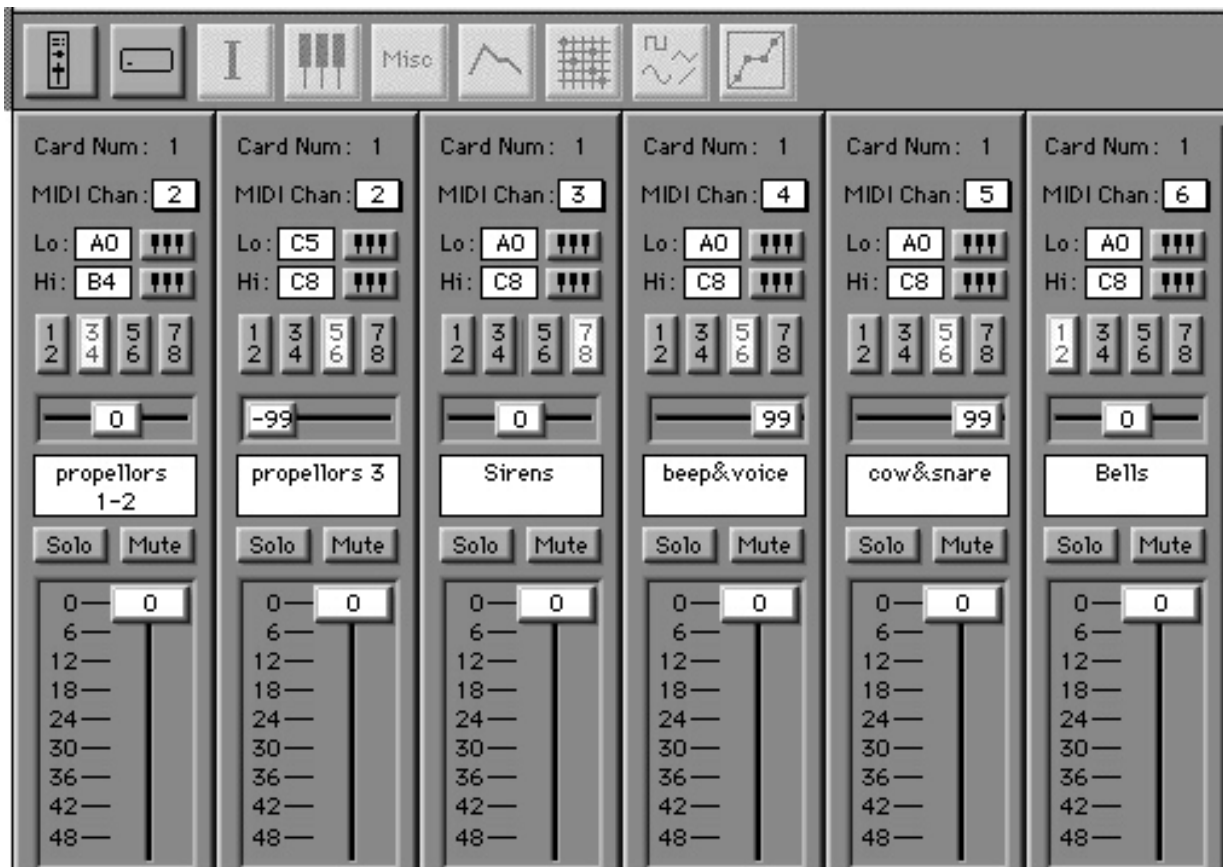 Misc
Card Num: 1 Card Num: 1 Card Num: 1 Card Num: 1 Card Num: 1 Card Num: 1
MIDI Chan: 2 MIDI Chan: 2 MIDI Chan: 3 MIDI Chan: 4 MIDI Chan: 5 MIDI Chan: 6
Lo: A0 Lo: C5 Lo: A0 Lo: A0 Lo: A0 Lo: A0
Hi: B4 Hi: C8 Hi: C8 Hi: C8 Hi: C8 Hi: C8
1 3 5 7 1 3 5 7 1 3 5 7 1 3 5 7 1 3 5 7 1 3 5 7
2 4 6 8 2 4 6 8 2 4 6 8 2 4 6 8 2 4 6 8 2 4 6 8
0 -99 0 99 99 0
propellors propellors 3 Sirens beep&voice cow&snare Bells
1-2
Solo Mute Solo Mute Solo Mute Solo Mute Solo Mute Solo Mute
0 0 0 0 0 0 0 0 0 0 0 0
6 6 6 6 6 6
12 12 12 12 12 12
18 18 18 18 18 18
24 24 24 24 24 24
30 30 30 30 30 30
36 36 36 36 36 36
42 42 42 42 42 42
48 48 48 48 48 48